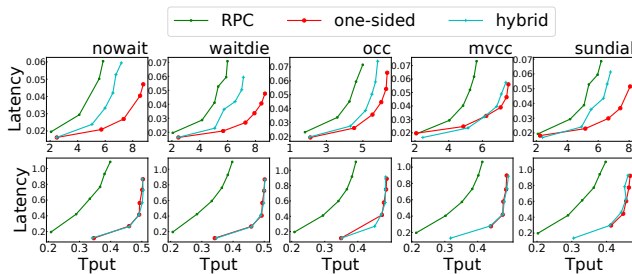 RPC one-sided hybrid
nowait waitdie occ mvcc sundial
Latency
0.06 0.05 0.04 0.03 0.02
2 4 6 8
0.05 0.04 0.03 0.02
2 4 6 8
0.07 0.06 0.05 0.04 0.03 0.02
1 3 5
0.07 0.06 0.05 0.04 0.03 0.02
2 4 6
0.06 0.05 0.04 0.03 0.02
2 4 6 8
Latency
1.0 0.8 0.6 0.4 0.2
0.2 0.3 0.4 0.5
1.0 0.8 0.6 0.4 0.2
0.2 0.3 0.4 0.5
1.0 0.8 0.6 0.4 0.2
0.2 0.3 0.4
1.0 0.8 0.6 0.4 0.2
0.2 0.3 0.4
1.0 0.8 0.6 0.4 0.2
0.2 0.3 0.4
Tput Tput Tput Tput Tput